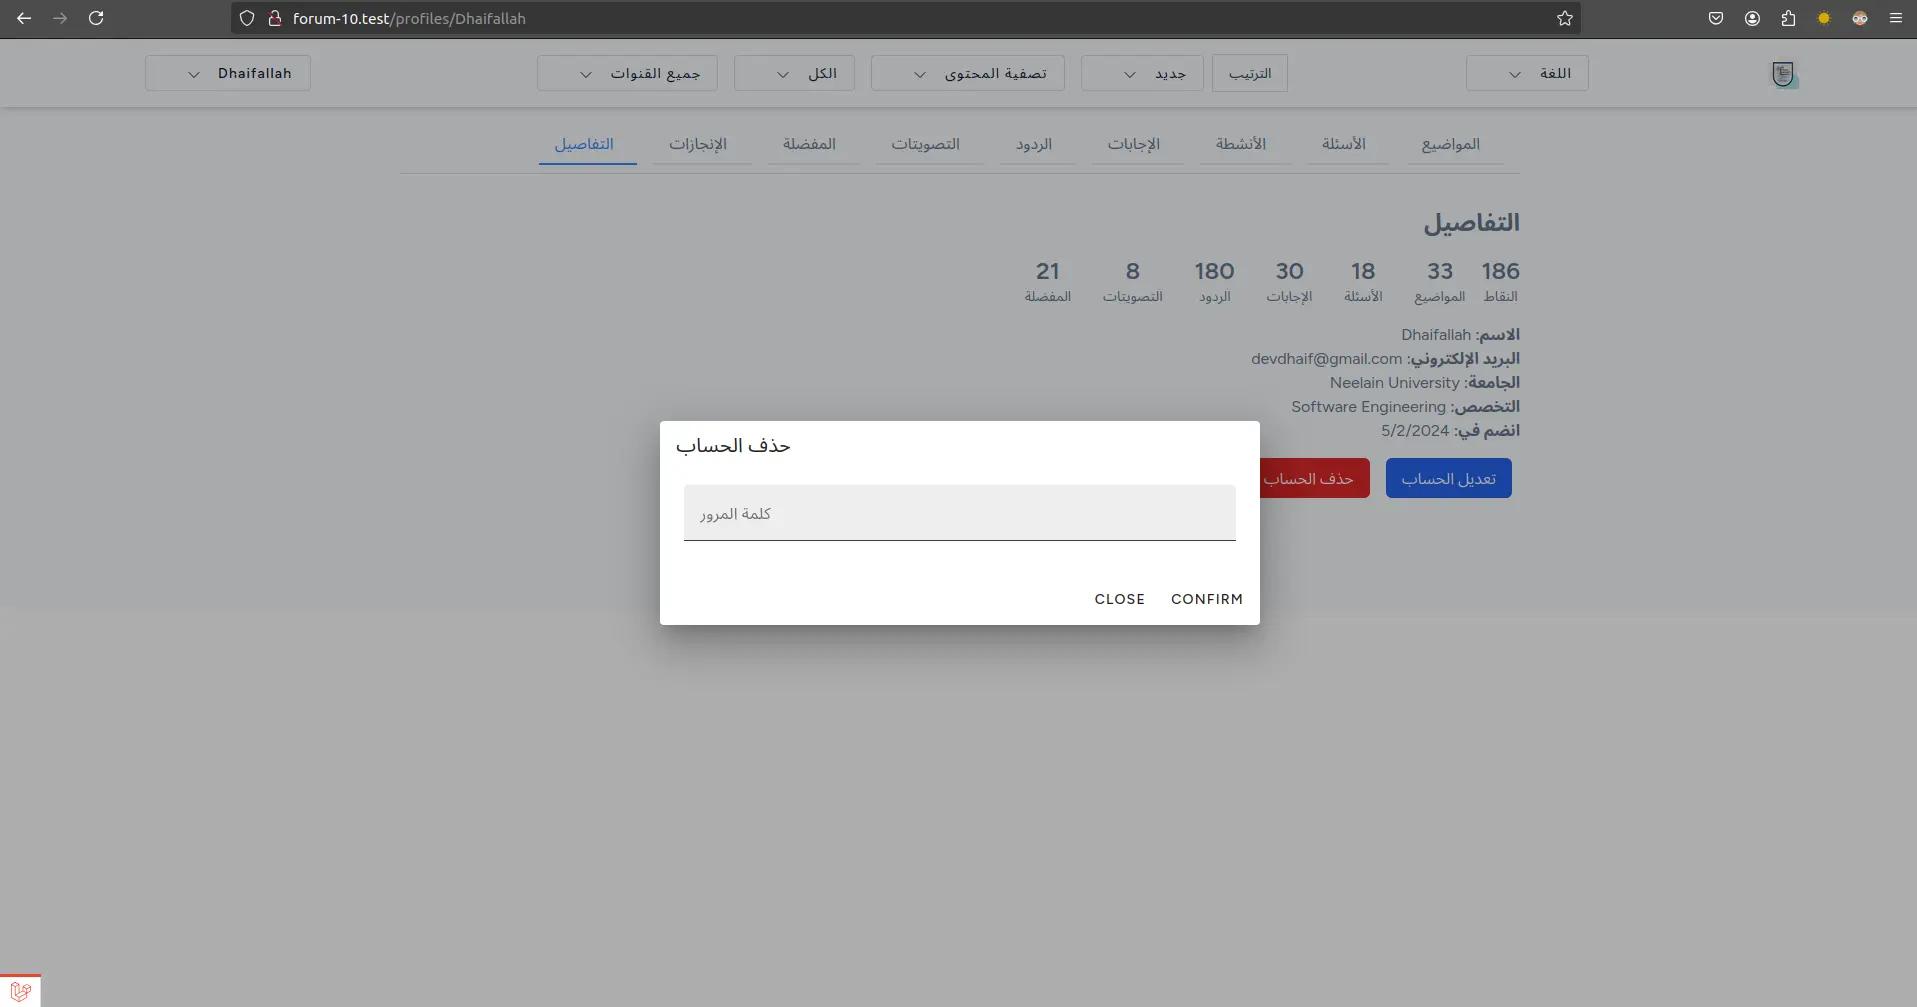 forum-10.test/profiles/Dhaifallah
اللغة
الترتيب
جديد
تصفية المحتوى
الكل
جميع القنوات
Dhaifallah
المواضيع
الأسئلة
الأنشطة
الإجابات
الردود
التصويتات
المفضلة
الإنجازات
التفاصيل
التفاصيل
186
33
18
30
180
8
21
النقاط
المواضيع
الأسئلة
الإجابات
الردود
التصويتات
المفضلة
الاسم: Dhaifallah
البريد الإلكتروني: devdhaif@gmail.com
الجامعة: Neelain University
التخصص: Software Engineering
انضم في: 5/2/2024
تعديل الحساب
حذف الحساب
حذف الحساب
كلمة المرور
CLOSE
CONFIRM